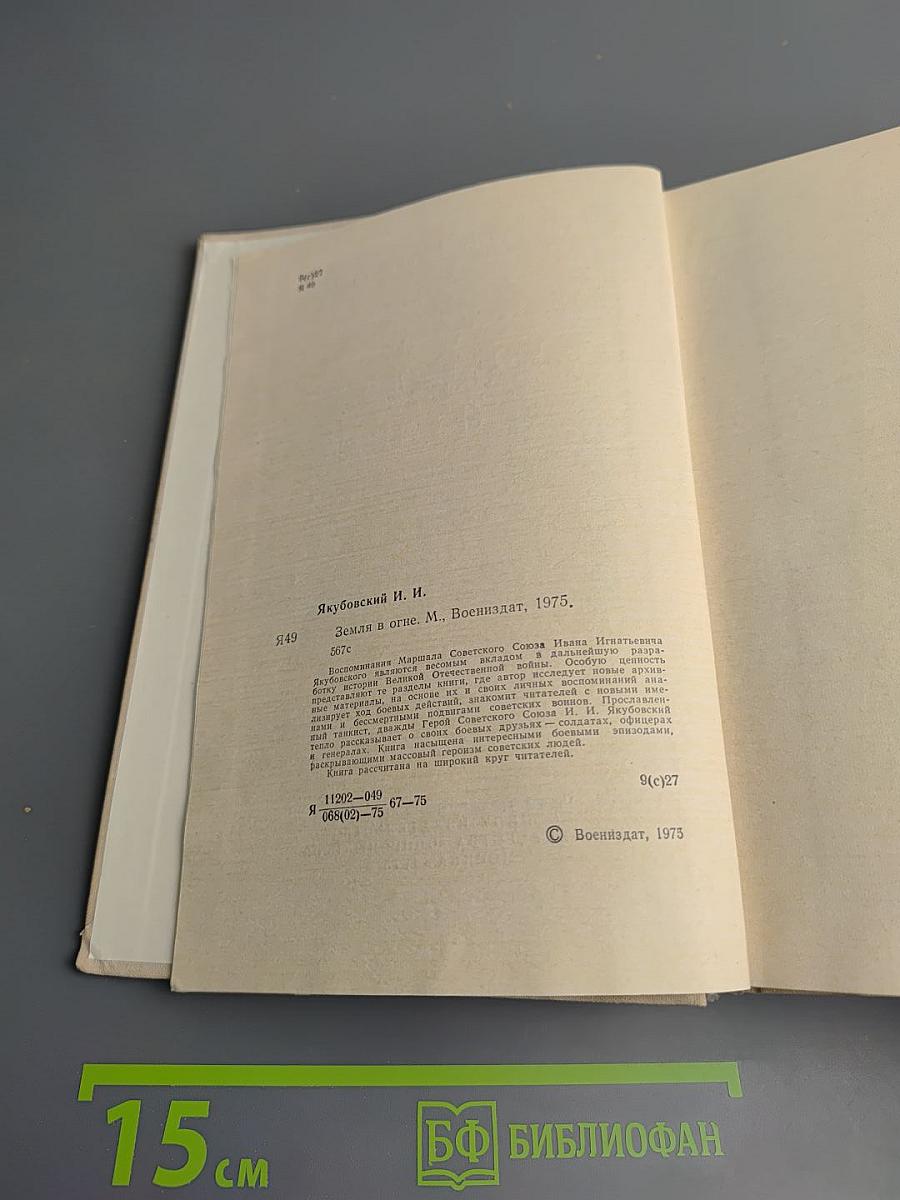 9(с)27
Я 49
Якубовский И. И.
Я49 Земля в огне. М., Воениздат, 1975.
567с
Воспоминания Маршала Советского Союза Ивана Игнатьевича
Якубовского являются весомым вкладом в дальнейшую разра-
ботку истории Великой Отечественной войны. Особую ценность
представляют те разделы книги, где автор исследует новые архив-
ные материалы, на основе их и своих личных воспоминаний ана-
лизирует ход боевых действий, знакомит читателей с новыми име-
нами и бессмертными подвигами советских воинов. Прославлен-
ный танкист, дважды Герой Советского Союза И. И. Якубовский
тепло рассказывает о своих боевых друзьях — солдатах, офицерах
и генералах. Книга насыщена интересными боевыми эпизодами,
раскрывающими массовый героизм советских людей.
Книга рассчитана на широкий круг читателей.
9(с)27
Я 11202—049
068(02)—75 67—75
© Воениздат, 1975
15 см
БФ БИБЛИОФАН